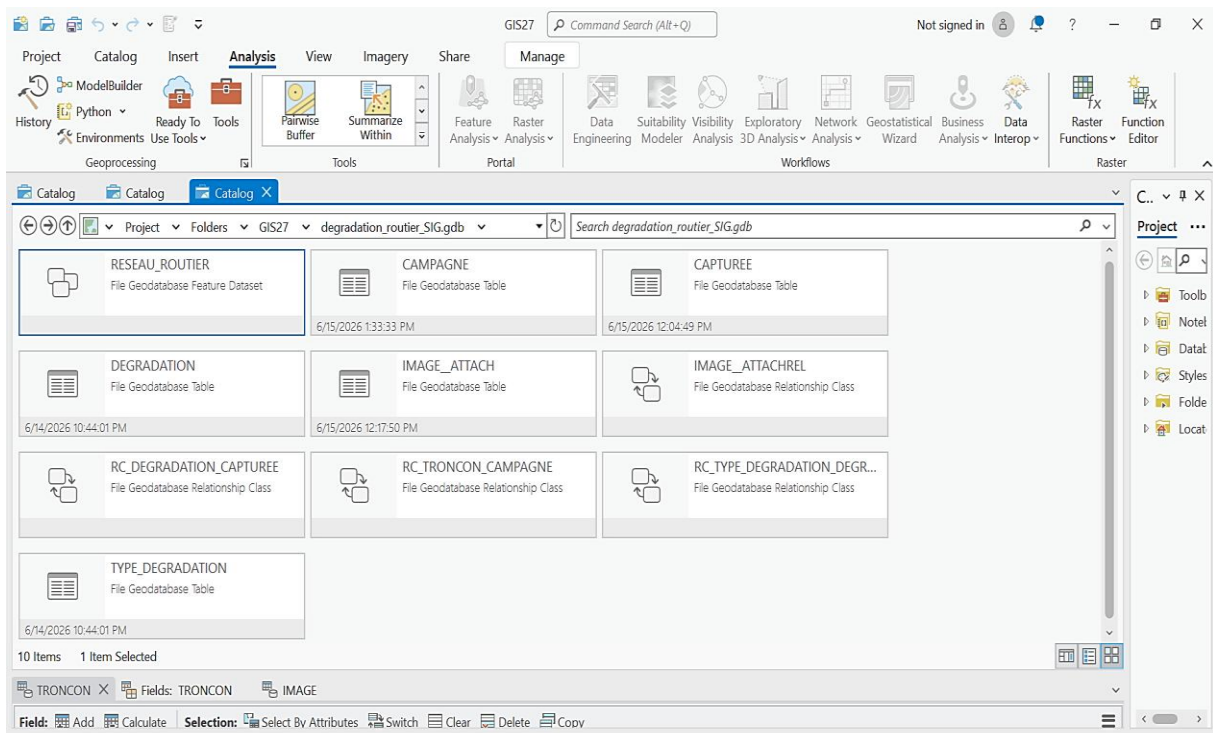 GIS27 Command Search (Alt+Q) Not signed in ?
Project Catalog Insert Analysis View Imagery Share Manage
History
ModelBuilder
Python
Environments
Ready To Use Tools
Tools
Geoprocessing
Pairwise Buffer
Summarize Within
Tools
Feature Analysis
Raster Analysis
Portal
Data Engineering
Suitability Modeler
Visibility Analysis
Exploratory 3D Analysis
Network Analysis
Geostatistical Wizard
Business Analysis
Data Interop
Workflows
Raster Functions
Function Editor
Raster
Catalog Catalog Catalog
Project Folders GIS27 degradation_routier_SIG.gdb Search degradation_routier_SIG.gdb
RESEAU_ROUTIER
File Geodatabase Feature Dataset
CAMPAGNE
File Geodatabase Table
6/15/2026 1:33:33 PM
CAPTUREE
File Geodatabase Table
6/15/2026 12:04:49 PM
DEGRADATION
File Geodatabase Table
6/14/2026 10:44:01 PM
IMAGE__ATTACH
File Geodatabase Table
6/15/2026 12:17:50 PM
IMAGE__ATTACHREL
File Geodatabase Relationship Class
RC_DEGRADATION_CAPTUREE
File Geodatabase Relationship Class
RC_TRONCON_CAMPAGNE
File Geodatabase Relationship Class
RC_TYPE_DEGRADATION_DEGR...
File Geodatabase Relationship Class
TYPE_DEGRADATION
File Geodatabase Table
6/14/2026 10:44:01 PM
10 Items 1 Item Selected
TRONCON Fields: TRONCON IMAGE
Field: Add Calculate Selection: Select By Attributes Switch Clear Delete Copy
C..
Project ...
Toolb
Noteb
Datab
Styles
Folde
Locat